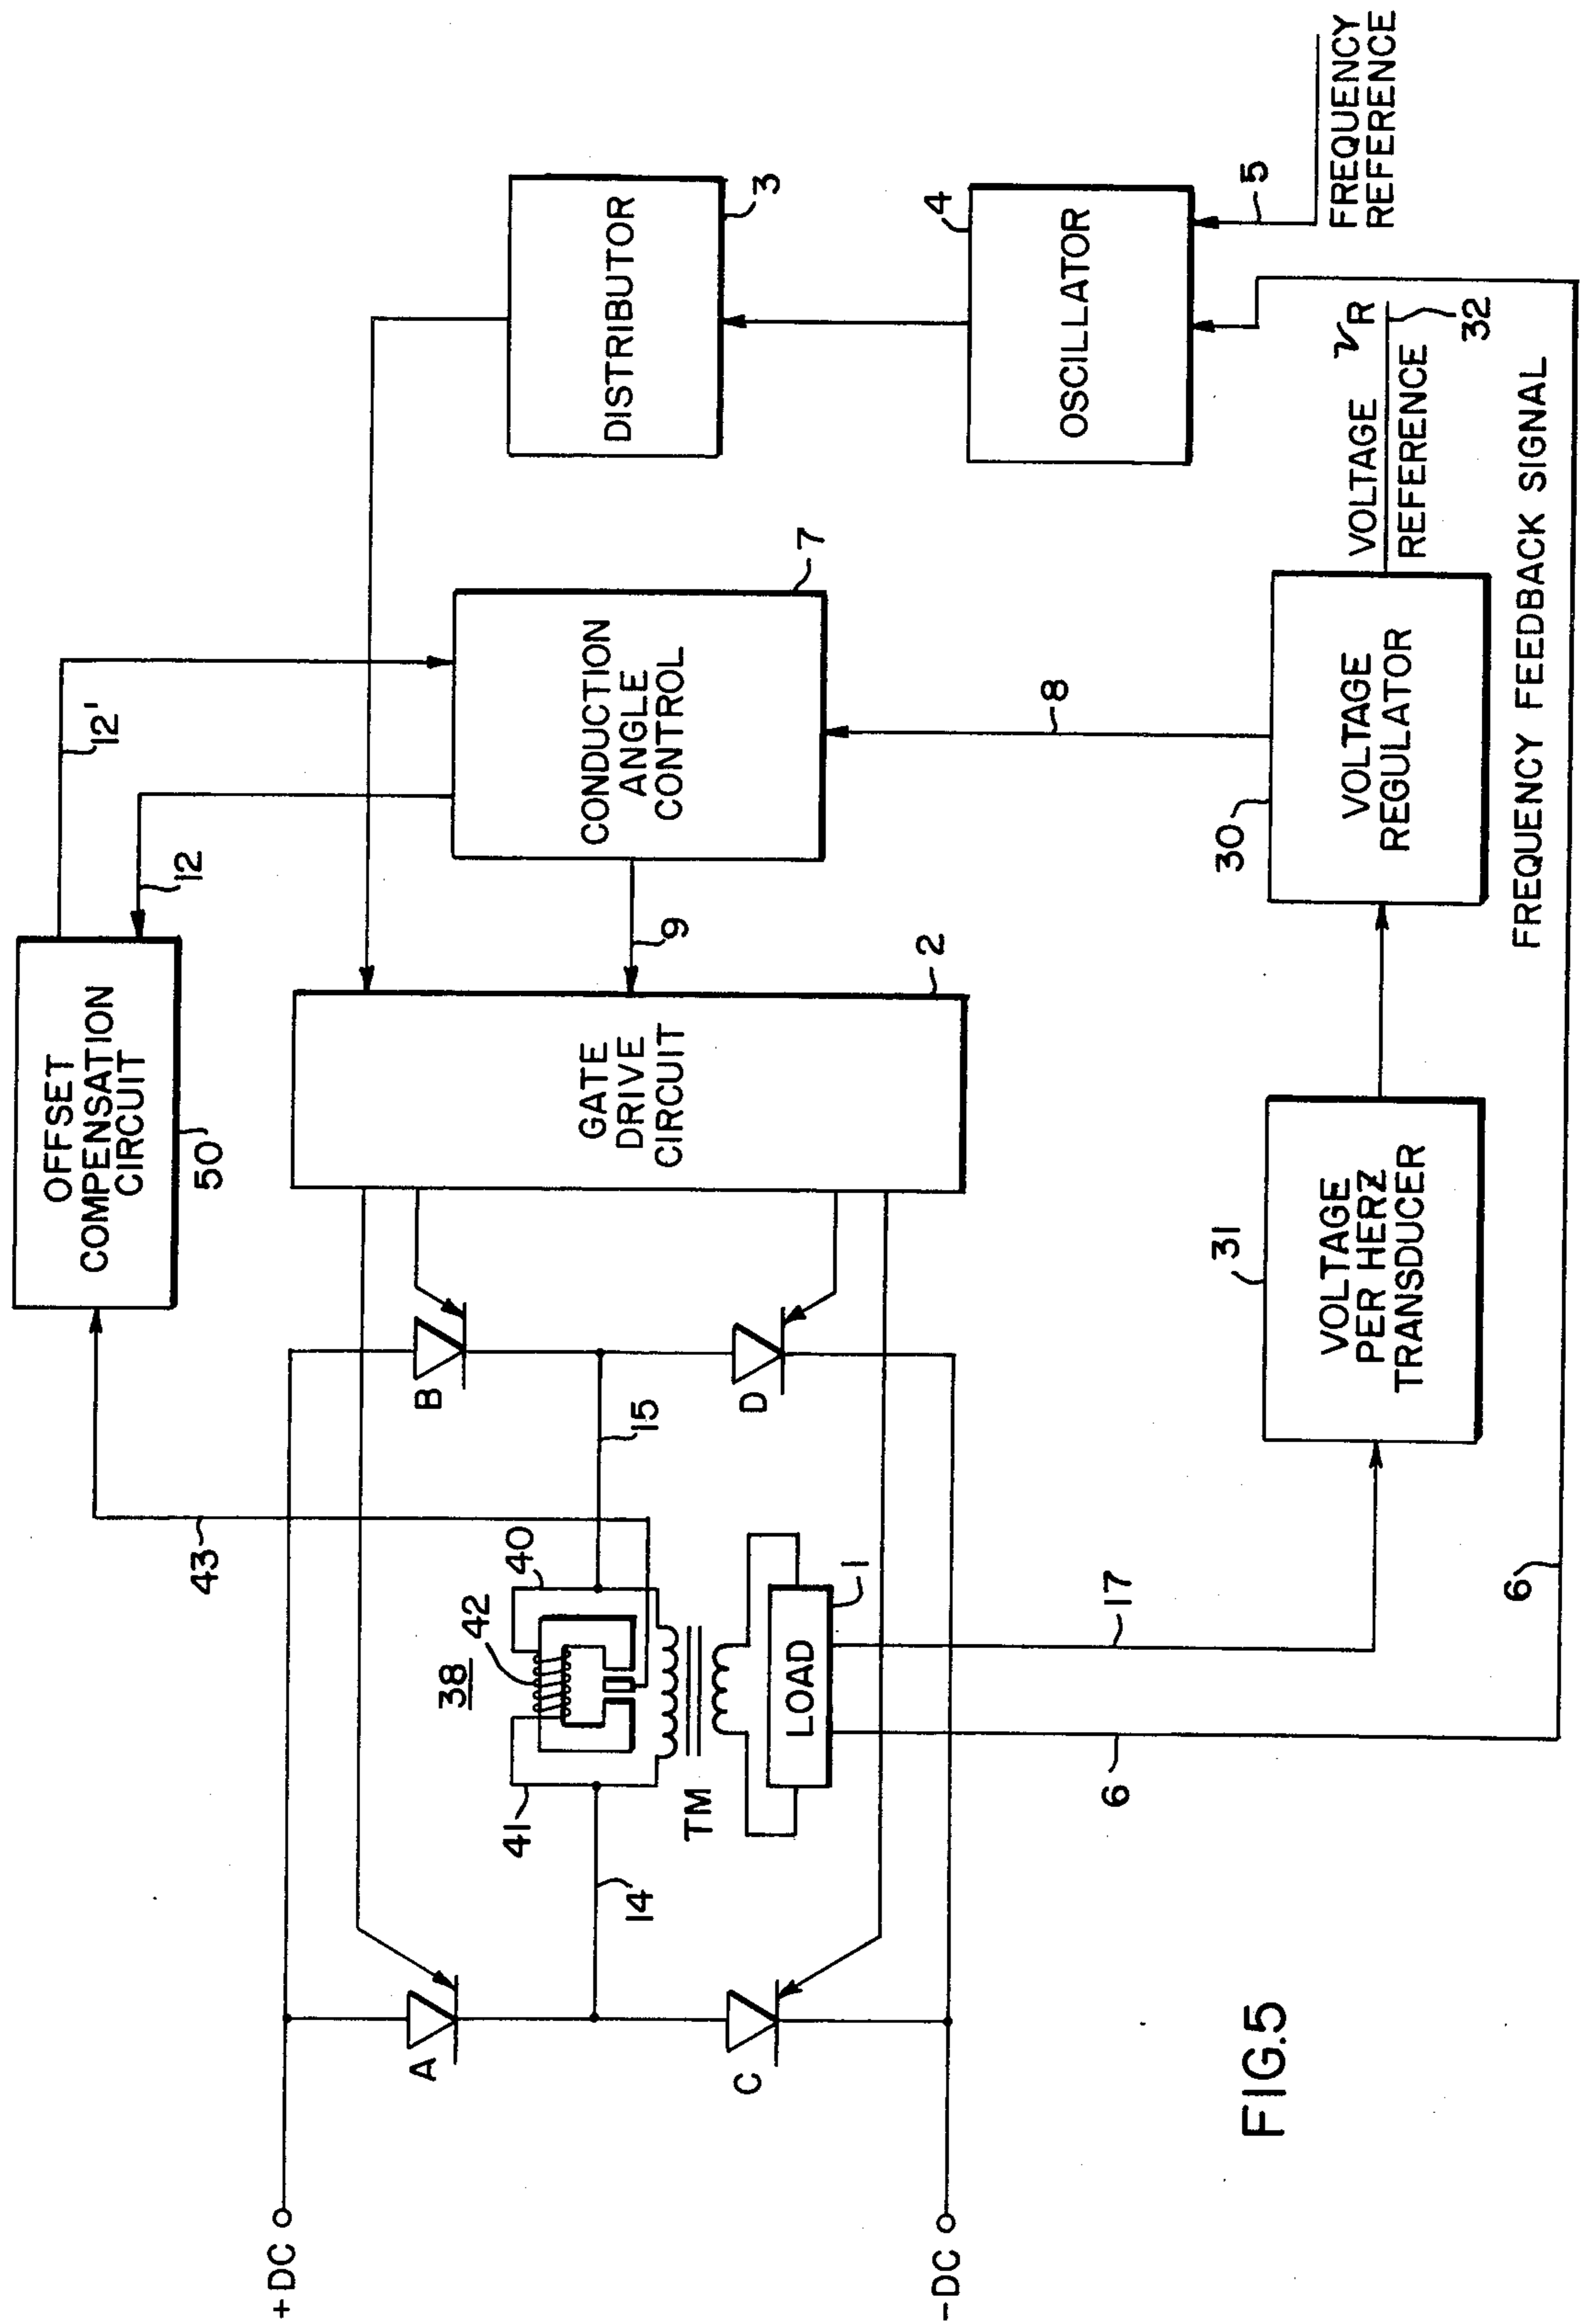 OFFSET
COMPENSATION
CIRCUIT
50
43
12
12'
+DC
-DC
A
B
C
D
14
15
38
40
41
42
TM
LOAD
1
GATE
DRIVE
CIRCUIT
2
9
CONDUCTION
ANGLE
CONTROL
7
8
DISTRIBUTOR
3
OSCILLATOR
4
5
FREQUENCY
REFERENCE
VOLTAGE
PER HERZ
TRANSDUCER
31
VOLTAGE
REGULATOR
30
VOLTAGE νR
REFERENCE
32
17
6
6
FREQUENCY FEEDBACK SIGNAL
FIG.5